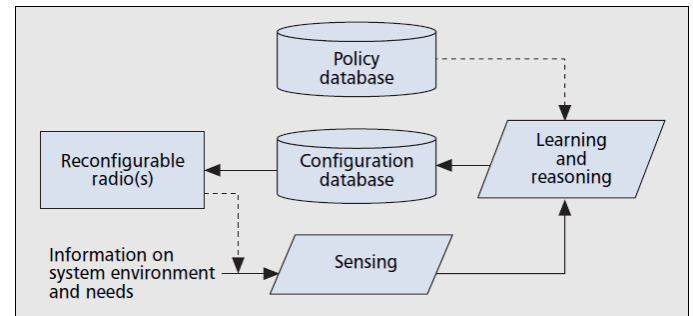 Policy
database
Reconfigurable
radio(s)
Configuration
database
Learning
and
reasoning
Information on
system environment
and needs
Sensing